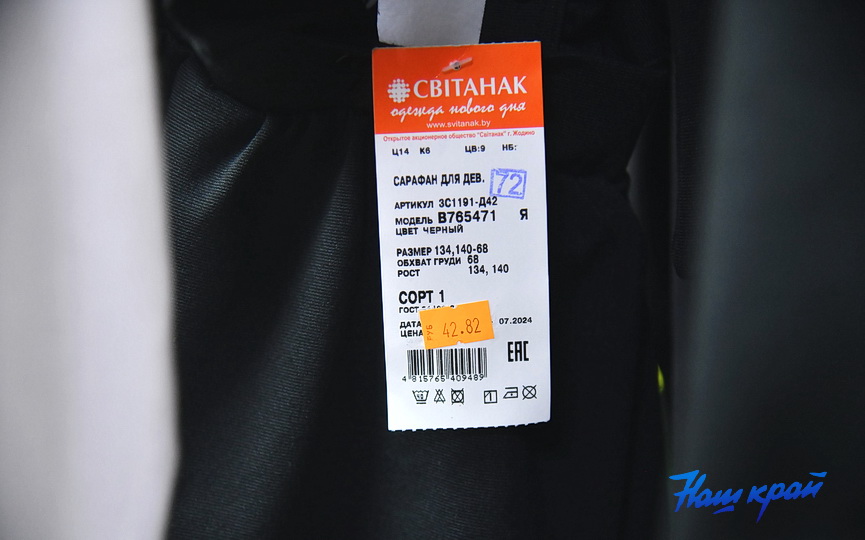 СВІТАНАК
одежда нового дня
www.svitanak.by
Открытое акционерное общество "Світанак" г. Жодино
Ц14 К6 ЦВ:9 НБ:
САРАФАН ДЛЯ ДЕВ. 72
АРТИКУЛ 3С1191-Д42
МОДЕЛЬ В765471 Я
ЦВЕТ ЧЕРНЫЙ
РАЗМЕР 134,140-68
ОБХВАТ ГРУДИ 68
РОСТ 134, 140
СОРТ 1
ГОСТ
ДАТА 07.2024
ЦЕНА
РУБ 42.82
ЕАС
4 815765 409489
Наш край